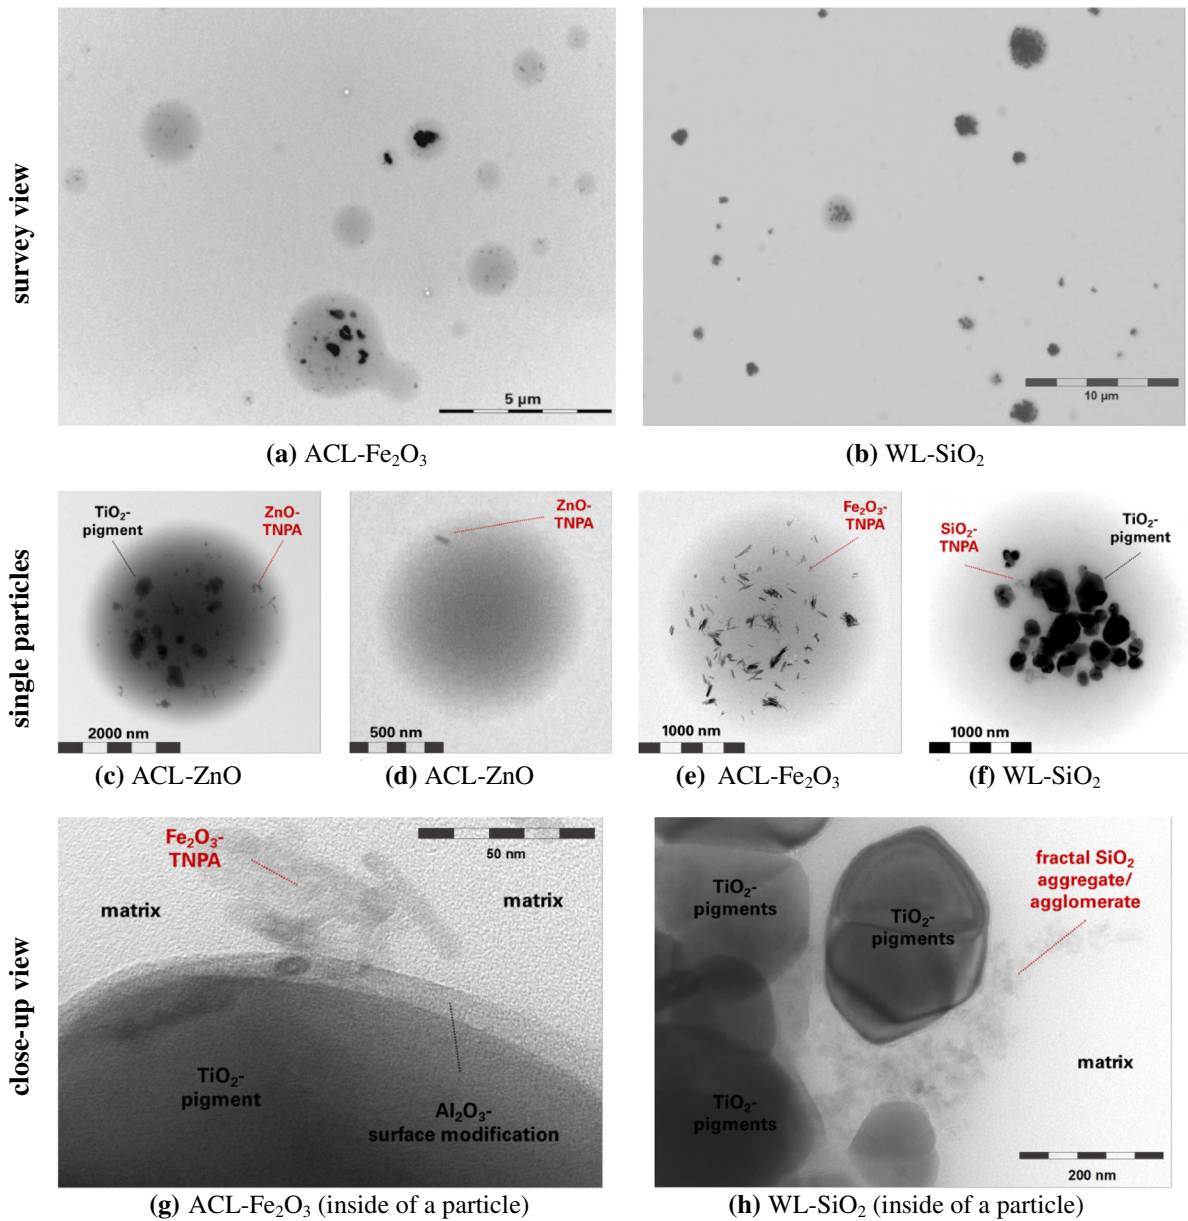 survey view
5 µm
10 µm
(a) ACL-Fe₂O₃
(b) WL-SiO₂
single particles
TiO₂-
pigment
ZnO-
TNPA
2000 nm
ZnO-
TNPA
500 nm
Fe₂O₃-
TNPA
1000 nm
SiO₂-
TNPA
TiO₂-
pigment
1000 nm
(c) ACL-ZnO
(d) ACL-ZnO
(e) ACL-Fe₂O₃
(f) WL-SiO₂
close-up view
Fe₂O₃-
TNPA
50 nm
matrix
matrix
TiO₂-
pigment
Al₂O₃-
surface modification
TiO₂-
pigments
TiO₂-
pigments
fractal SiO₂
aggregate/
agglomerate
matrix
TiO₂-
pigments
200 nm
(g) ACL-Fe₂O₃ (inside of a particle)
(h) WL-SiO₂ (inside of a particle)